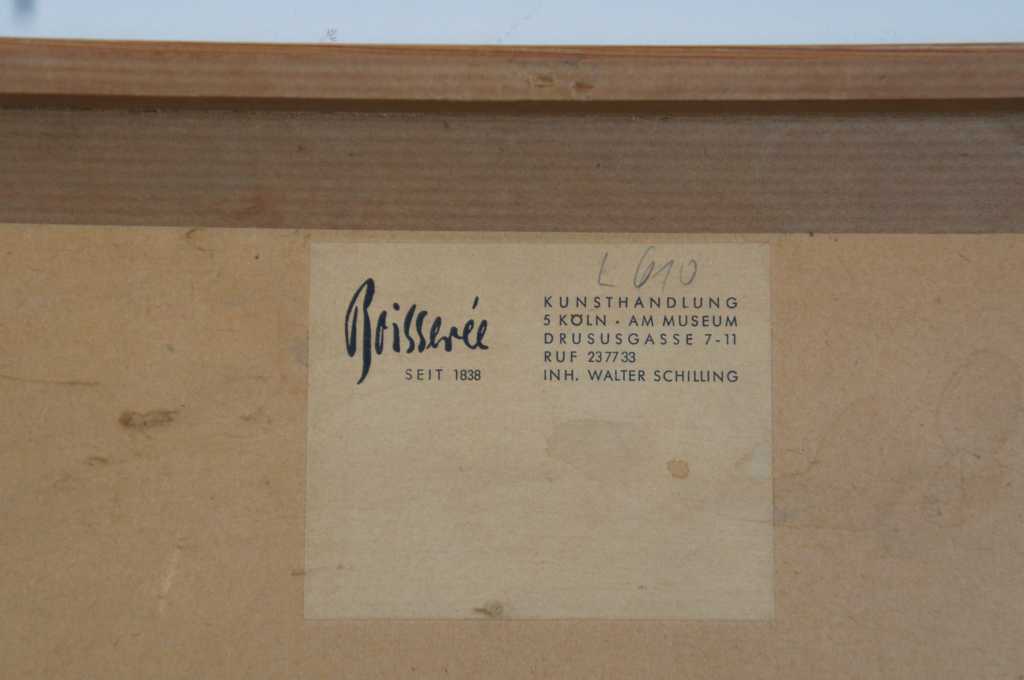 Boisserée
SEIT 1838
L 610
KUNSTHANDLUNG
5 KÖLN · AM MUSEUM
DRUSUSGASSE 7-11
RUF 237733
INH. WALTER SCHILLING